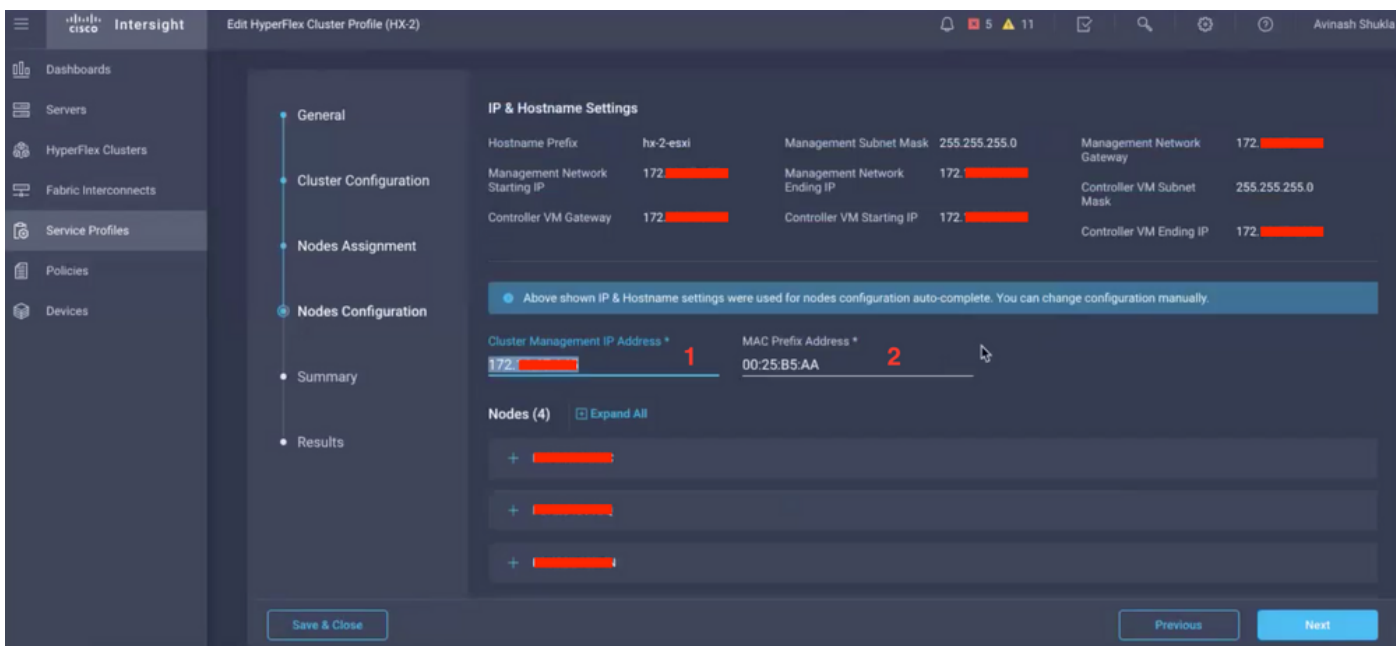 cisco Intersight
Edit HyperFlex Cluster Profile (HX-2)
5
11
Avinash Shukla
Dashboards
Servers
HyperFlex Clusters
Fabric Interconnects
Service Profiles
Policies
Devices
General
Cluster Configuration
Nodes Assignment
Nodes Configuration
Summary
Results
IP & Hostname Settings
Hostname Prefix hx-2-esxi
Management Network
Starting IP
172.
Controller VM Gateway 172.
Management Subnet Mask 255.255.255.0
Management Network
Ending IP
172.
Controller VM Starting IP 172.
Management Network
Gateway
172.
Controller VM Subnet
Mask
255.255.255.0
Controller VM Ending IP 172.
Above shown IP & Hostname settings were used for nodes configuration auto-complete. You can change configuration manually.
Cluster Management IP Address *
172.
1
MAC Prefix Address *
00:25:B5:AA
2
Nodes (4) Expand All
Save & Close
Previous
Next